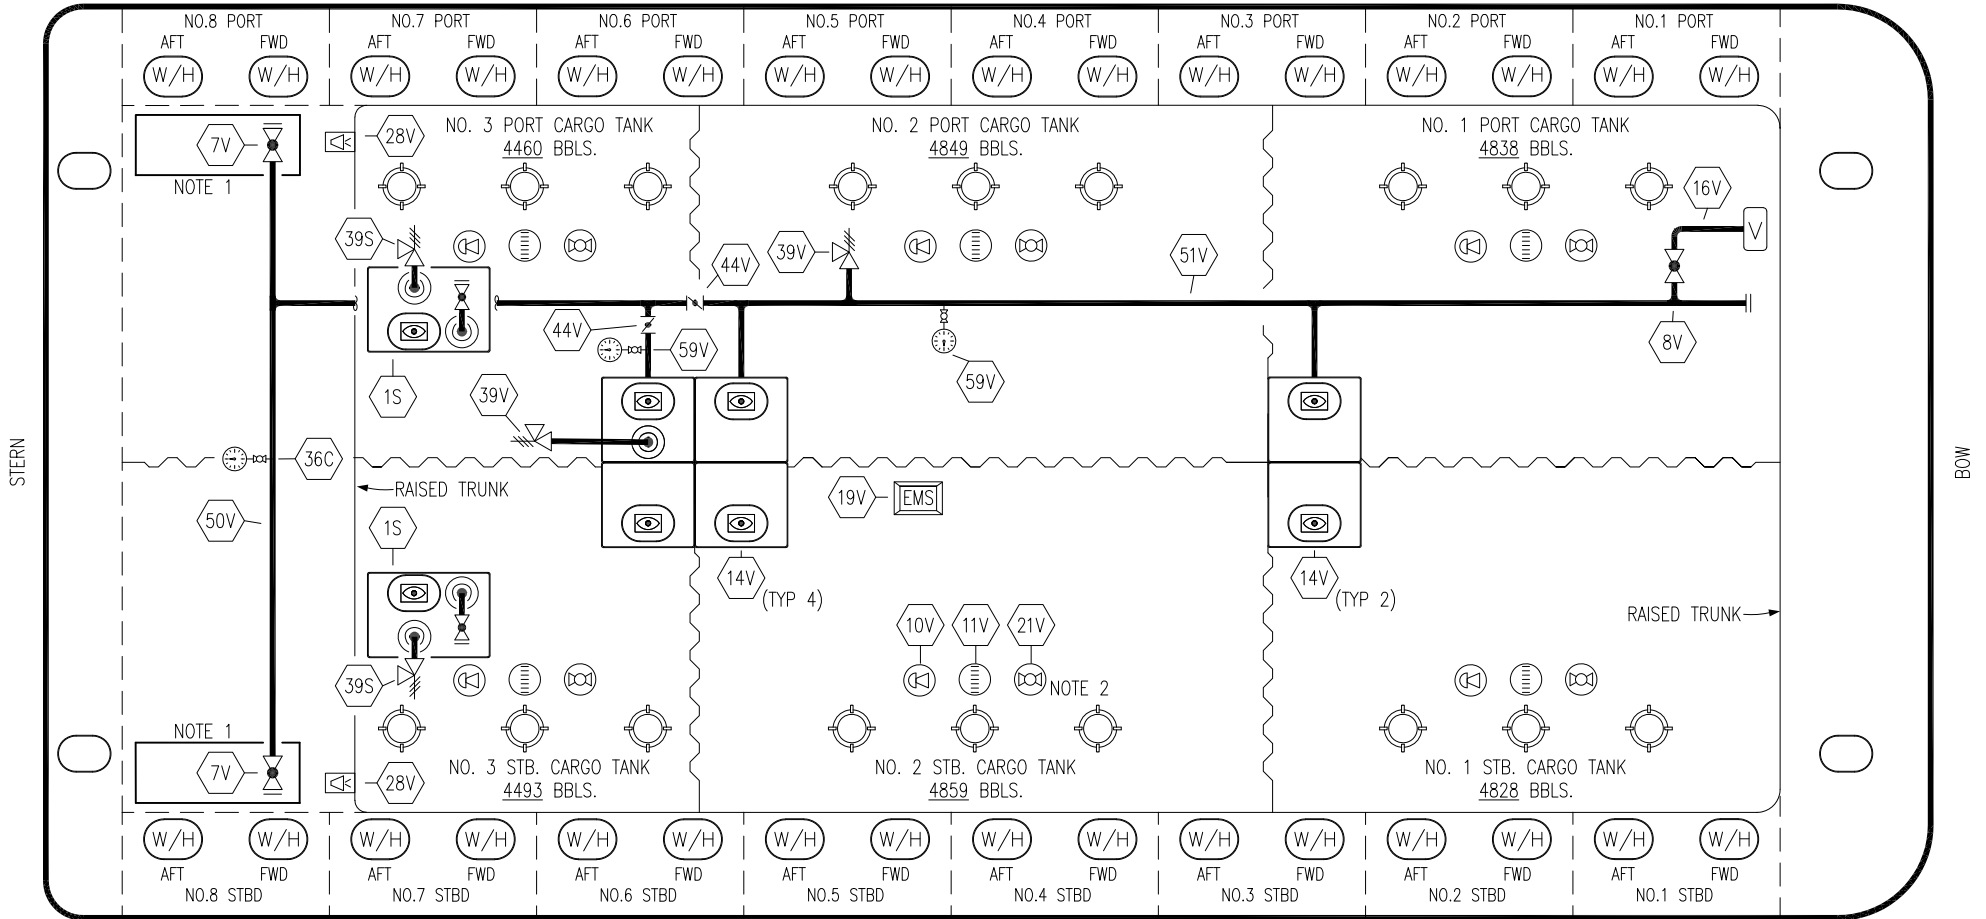 NO.8 PORT NO.7 PORT NO.6 PORT NO.5 PORT NO.4 PORT NO.3 PORT NO.2 PORT NO.1 PORT
AFT FWD AFT FWD AFT FWD AFT FWD AFT FWD AFT FWD AFT FWD AFT FWD
W/H W/H W/H W/H W/H W/H W/H W/H W/H W/H W/H W/H W/H W/H W/H W/H
NO. 3 PORT CARGO TANK
4460 BBLS.
NO. 2 PORT CARGO TANK
4849 BBLS.
NO. 1 PORT CARGO TANK
4838 BBLS.
7V
28V
NOTE 1
16V
V
39S
39V
44V
51V
44V
59V
8V
1S
39V
59V
36C
STERN
BOW
RAISED TRUNK
19V
EMS
50V
1S
14V
(TYP 4)
14V
(TYP 2)
RAISED TRUNK
10V
11V
21V
39S
NOTE 2
NOTE 1
7V
28V
NO. 3 STB. CARGO TANK
4493 BBLS.
NO. 2 STB. CARGO TANK
4859 BBLS.
NO. 1 STB. CARGO TANK
4828 BBLS.
W/H W/H W/H W/H W/H W/H W/H W/H W/H W/H W/H W/H W/H W/H W/H W/H
AFT FWD AFT FWD AFT FWD AFT FWD AFT FWD AFT FWD AFT FWD AFT FWD
NO.8 STBD NO.7 STBD NO.6 STBD NO.5 STBD NO.4 STBD NO.3 STBD NO.2 STBD NO.1 STBD